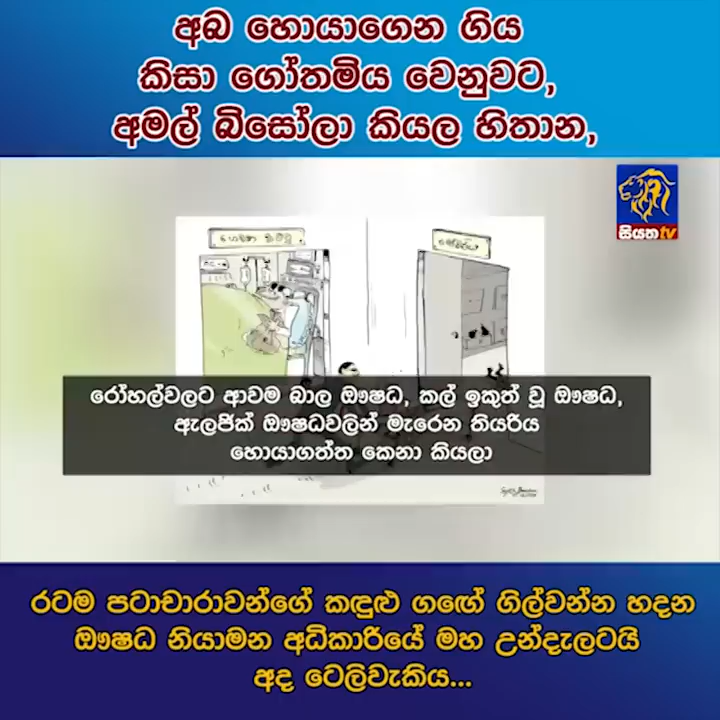 අබ හොයාගෙන ගිය
කිසා ගෝතමිය වෙනුවට,
අමල් බිසෝලා කියල හිතාන,
සියත tv
රෝහල්වලට ආවම බාල ඖෂධ, කල් ඉකුත් වූ ඖෂධ,
ඇලජික් ඖෂධවලින් මැරෙන තියරිය
හොයාගත්ත කෙනා කියලා
රටම පටාචාරාවන්ගේ කඳුළු ගඟේ ගිල්වන්න හදන
ඖෂධ නියාමන අධිකාරියේ මහ උන්දැලටයි
අද ටෙලිවැකිය...